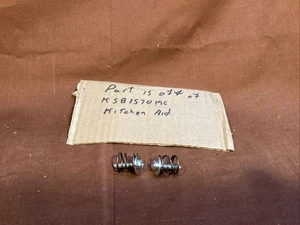 Part is off of
KSB1570MC
Kitchen Aid